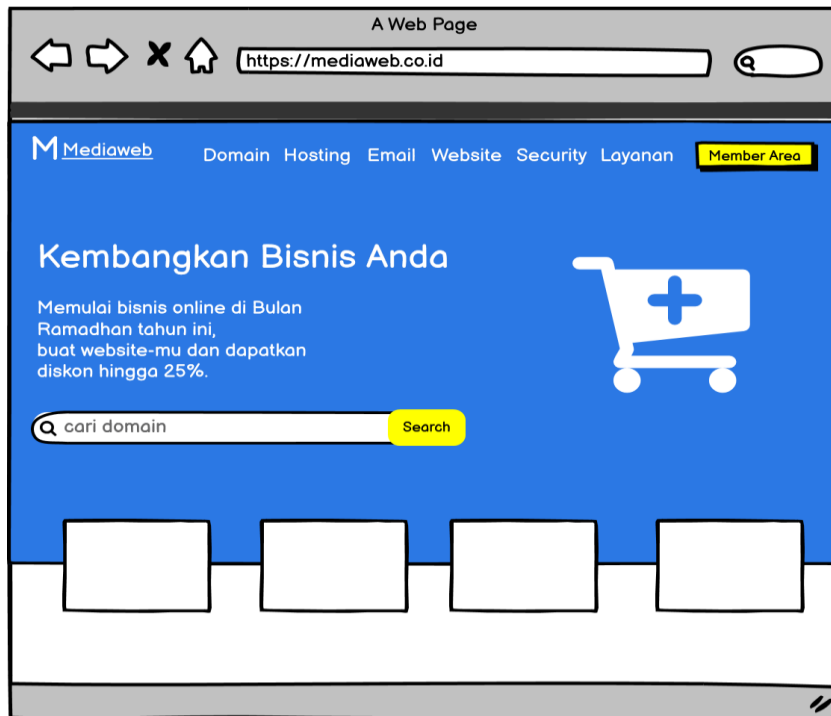 A Web Page
https://mediaweb.co.id
M Mediaweb
Domain Hosting Email Website Security Layanan Member Area
Kembangkan Bisnis Anda
Memulai bisnis online di Bulan
Ramadhan tahun ini,
buat website-mu dan dapatkan
diskon hingga 25%.
cari domain Search